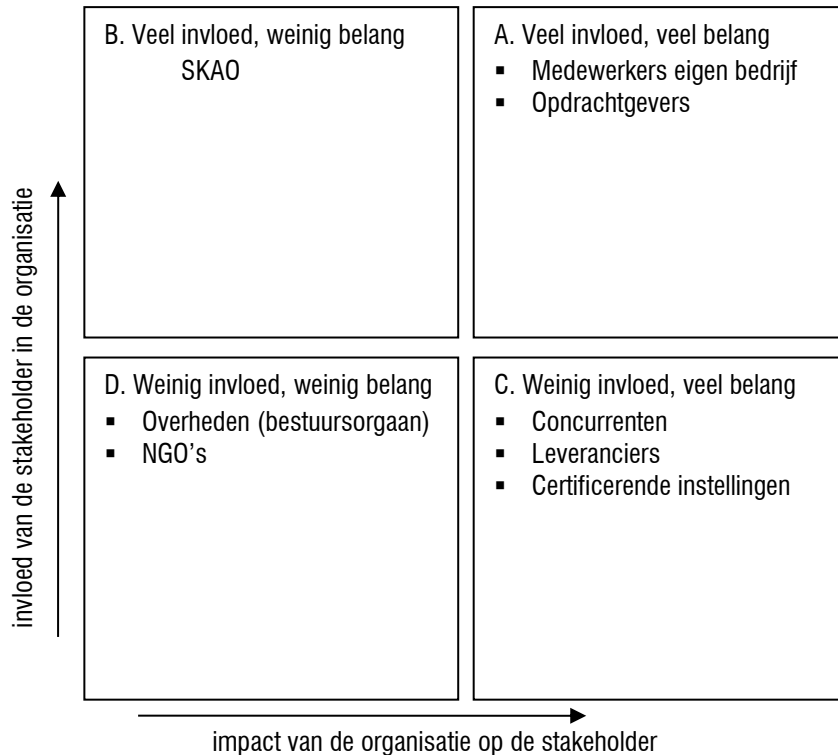 B. Veel invloed, weinig belang
SKAO
A. Veel invloed, veel belang
▪ Medewerkers eigen bedrijf
▪ Opdrachtgevers
invloed van de stakeholder in de organisatie
D. Weinig invloed, weinig belang
▪ Overheden (bestuursorgaan)
▪ NGO’s
C. Weinig invloed, veel belang
▪ Concurrenten
▪ Leveranciers
▪ Certificerende instellingen
impact van de organisatie op de stakeholder